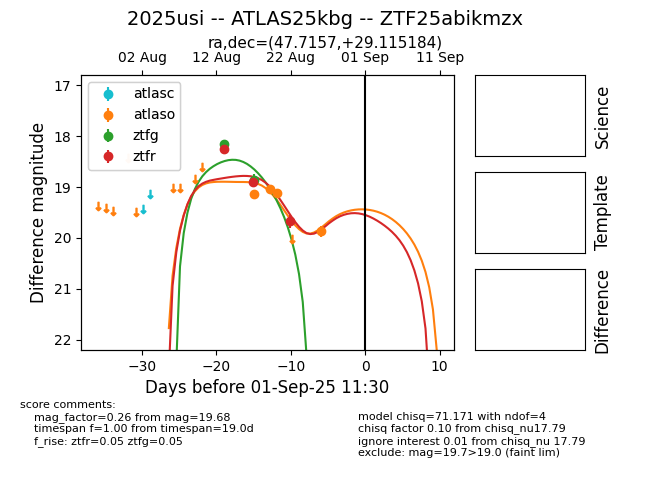 2025usi -- ATLAS25kbg -- ZTF25abikmzx
ra,dec=(47.7157,+29.115184)
02 Aug 12 Aug 22 Aug 01 Sep 11 Sep
atlasc
atlaso
ztfg
ztfr
17
18
19
20
21
22
Difference magnitude
−30 −20 −10 0 10
Days before 01-Sep-25 11:30
Science
Template
Difference
score comments:
mag_factor=0.26 from mag=19.68
timespan f=1.00 from timespan=19.0d
f_rise: ztfr=0.05 ztfg=0.05
model chisq=71.171 with ndof=4
chisq factor 0.10 from chisq_nu17.79
ignore interest 0.01 from chisq_nu 17.79
exclude: mag=19.7>19.0 (faint lim)